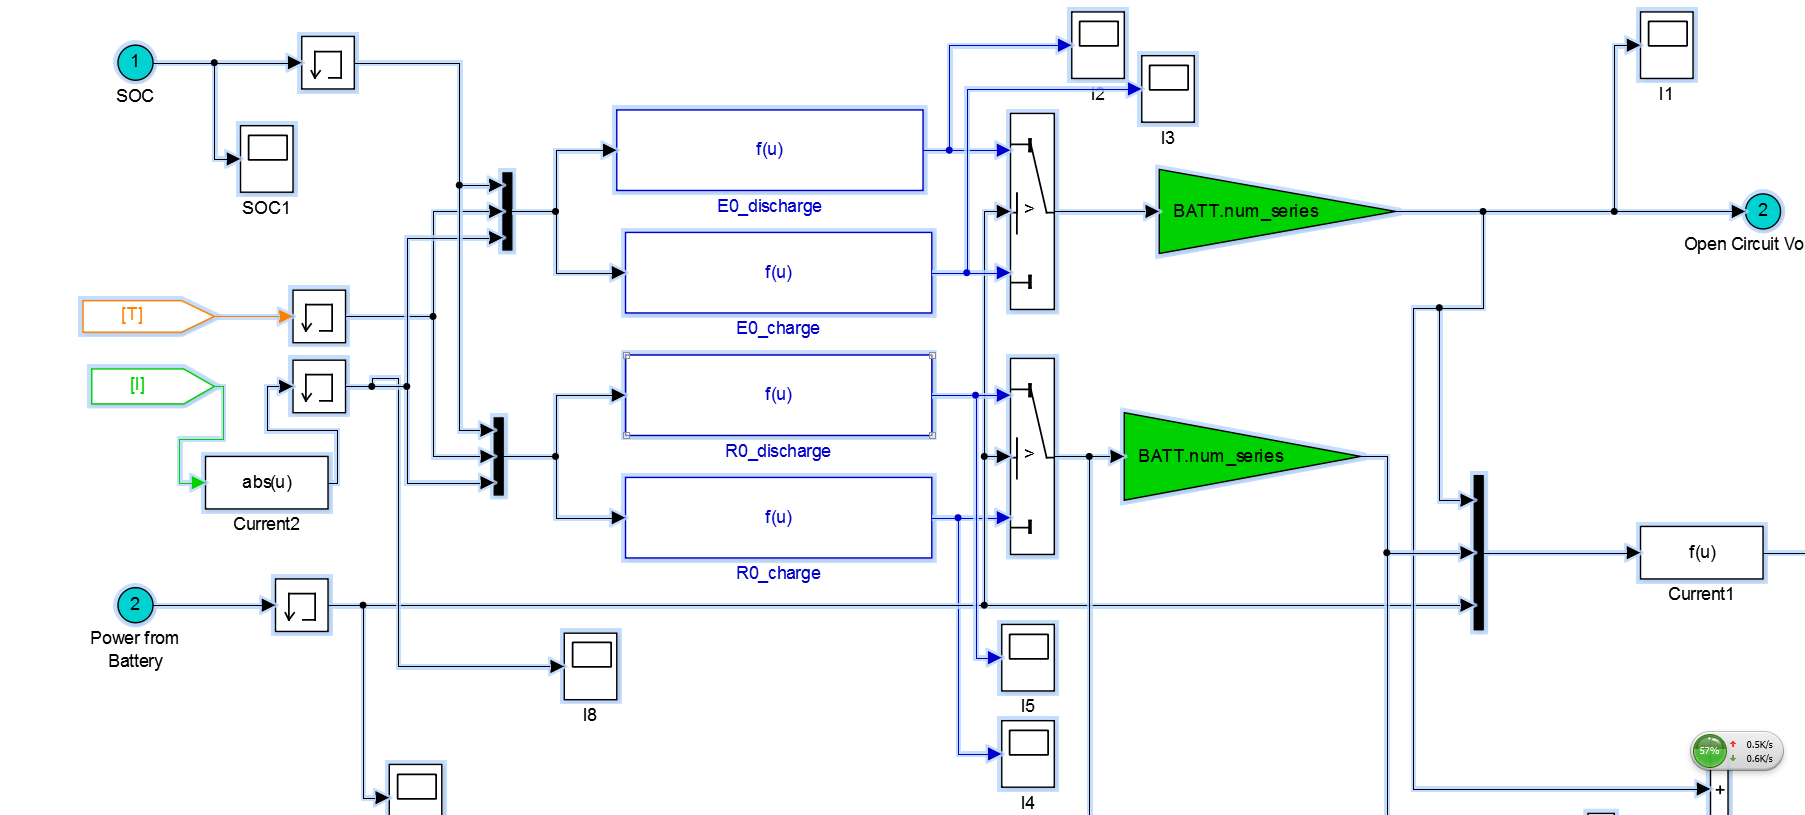 1
SOC
SOC1
f(u)
E0_discharge
f(u)
E0_charge
I2
I3
>
BATT.num_series
I1
2
Open Circuit Vo
[T]
[I]
abs(u)
Current2
f(u)
R0_discharge
f(u)
R0_charge
>
BATT.num_series
f(u)
Current1
2
Power from
Battery
I8
I5
I4
57%
0.5K/s
0.6K/s
+